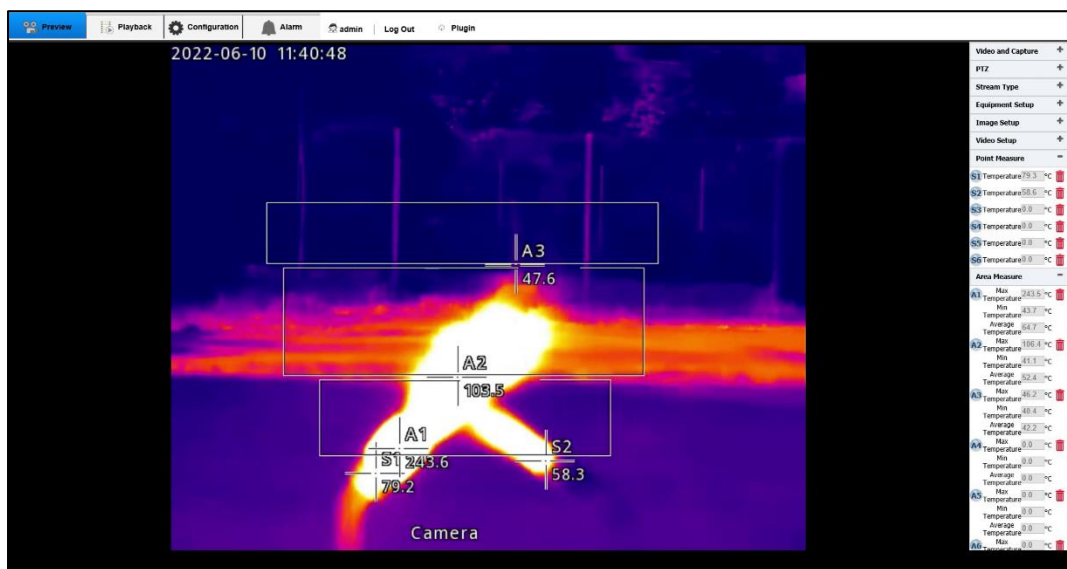 Preview Playback Configuration Alarm admin | Log Out Plugin
2022-06-10 11:40:48
A3
47.6
A2
103.5
A1
243.6
S1
79.2
S2
58.3
Camera
Video and Capture +
PTZ +
Stream Type +
Equipment Setup +
Image Setup +
Video Setup +
Point Measure -
S1 Temperature 79.3 °C
S2 Temperature 58.6 °C
S3 Temperature 0.0 °C
S4 Temperature 0.0 °C
S5 Temperature 0.0 °C
S6 Temperature 0.0 °C
Area Measure -
A1 Max Temperature 243.5 °C
Min Temperature 43.7 °C
Average Temperature 64.7 °C
A2 Max Temperature 106.4 °C
Min Temperature 41.1 °C
Average Temperature 52.4 °C
A3 Max Temperature 46.2 °C
Min Temperature 40.4 °C
Average Temperature 42.2 °C
A4 Max Temperature 0.0 °C
Min Temperature 0.0 °C
Average Temperature 0.0 °C
A5 Max Temperature 0.0 °C
Min Temperature 0.0 °C
Average Temperature 0.0 °C
A6 Max Temperature 0.0 °C